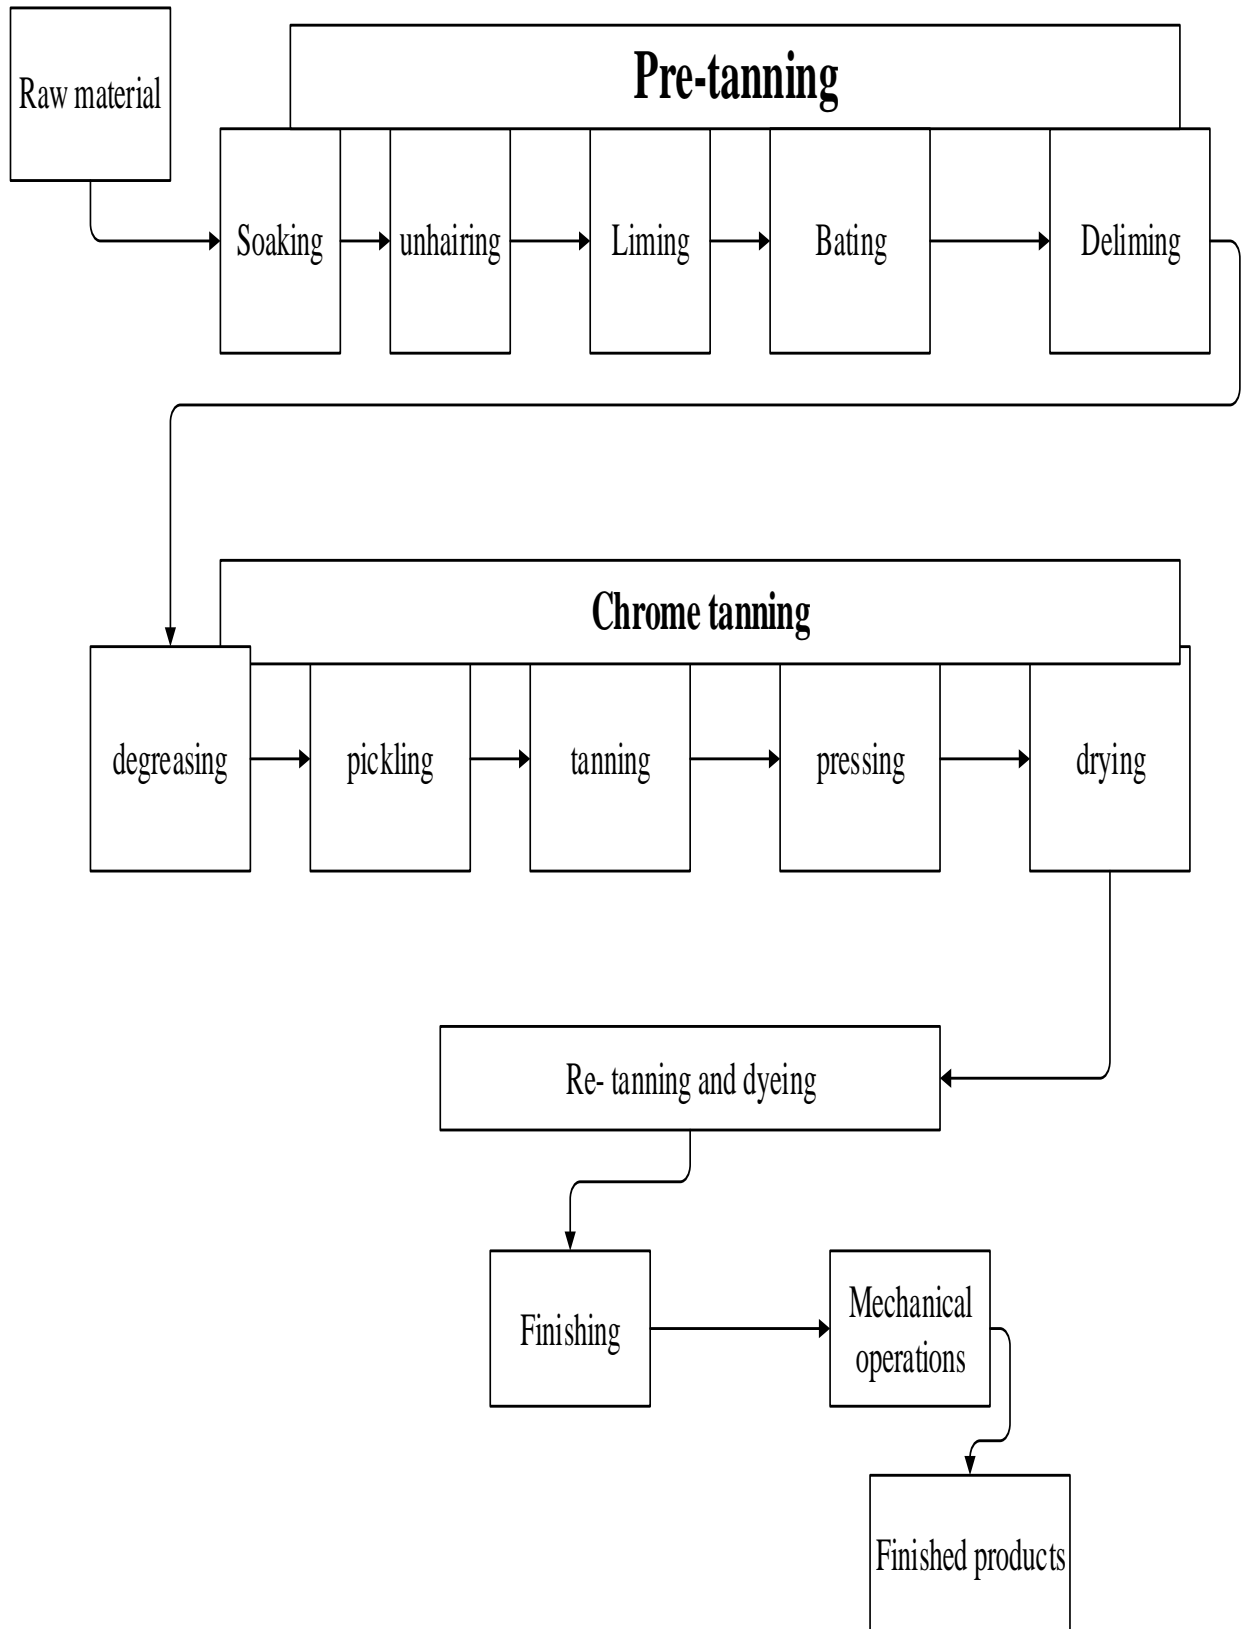 Raw material
Pre-tanning
Soaking
unhairing
Liming
Bating
Deliming
Chrome tanning
degreasing
pickling
tanning
pressing
drying
Re- tanning and dyeing
Finishing
Mechanical
operations
Finished products